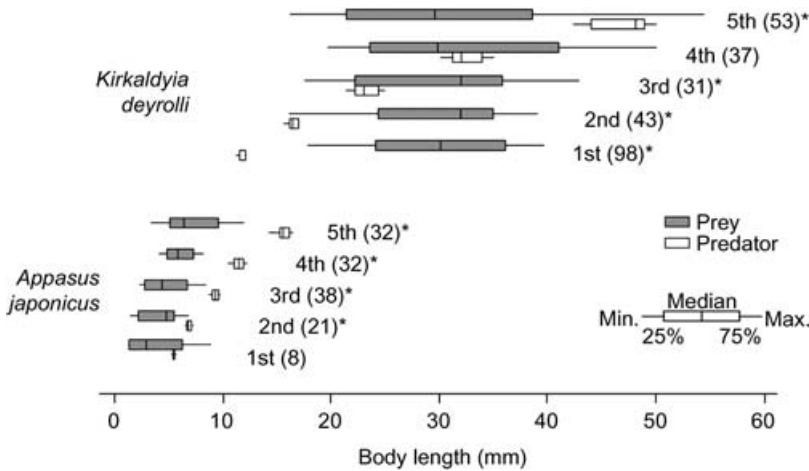 5th (53)*
4th (37)
Kirkaldyia
deyrolli
3rd (31)*
2nd (43)*
1st (98)*
5th (32)*
4th (32)*
Appasus
japonicus
3rd (38)*
2nd (21)*
1st (8)
Prey
Predator
Median
Min. Max.
25% 75%
0 10 20 30 40 50 60
Body length (mm)